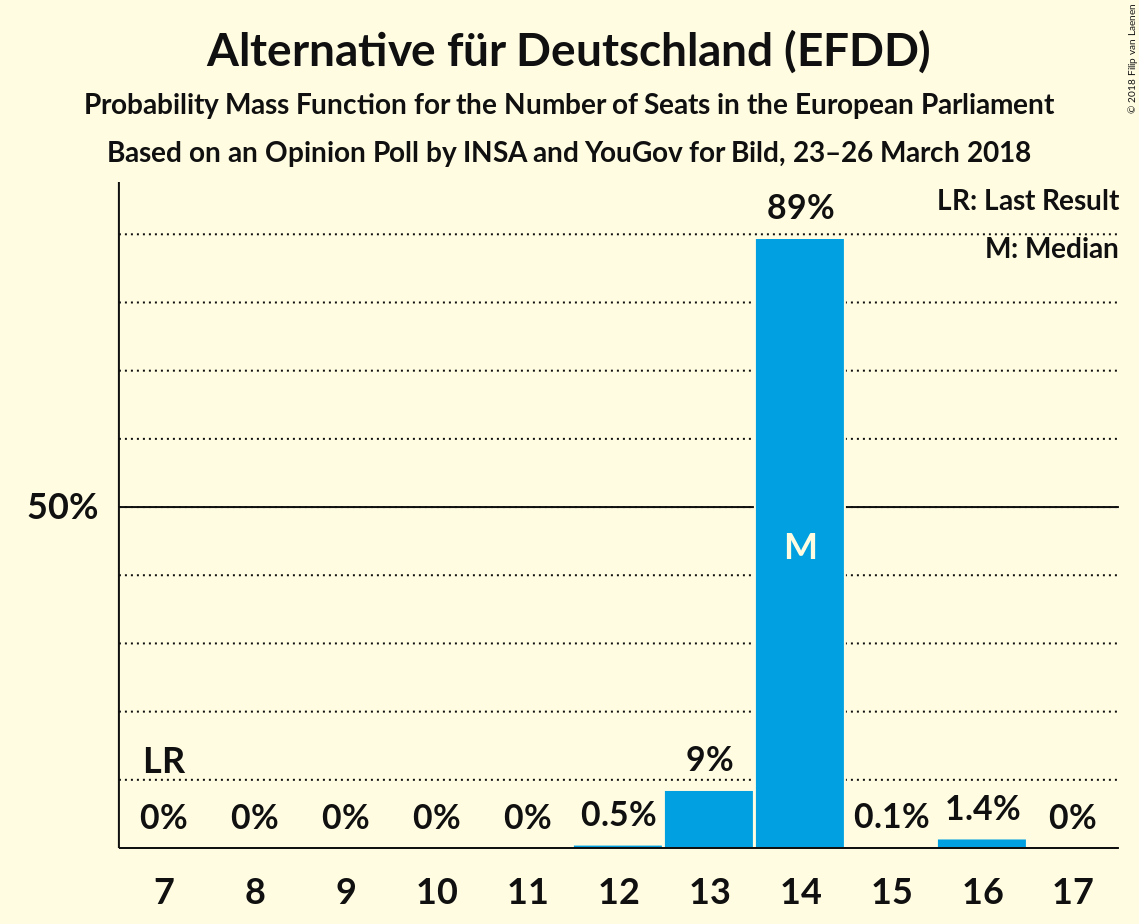 Alternative für Deutschland (EFDD)
Probability Mass Function for the Number of Seats in the European Parliament
Based on an Opinion Poll by INSA and YouGov for Bild, 23–26 March 2018
© 2018 Filip van Laenen
LR: Last Result
M: Median
50%
LR
0%
0%
0%
0%
0%
0.5%
9%
89%
M
0.1%
1.4%
0%
7 8 9 10 11 12 13 14 15 16 17